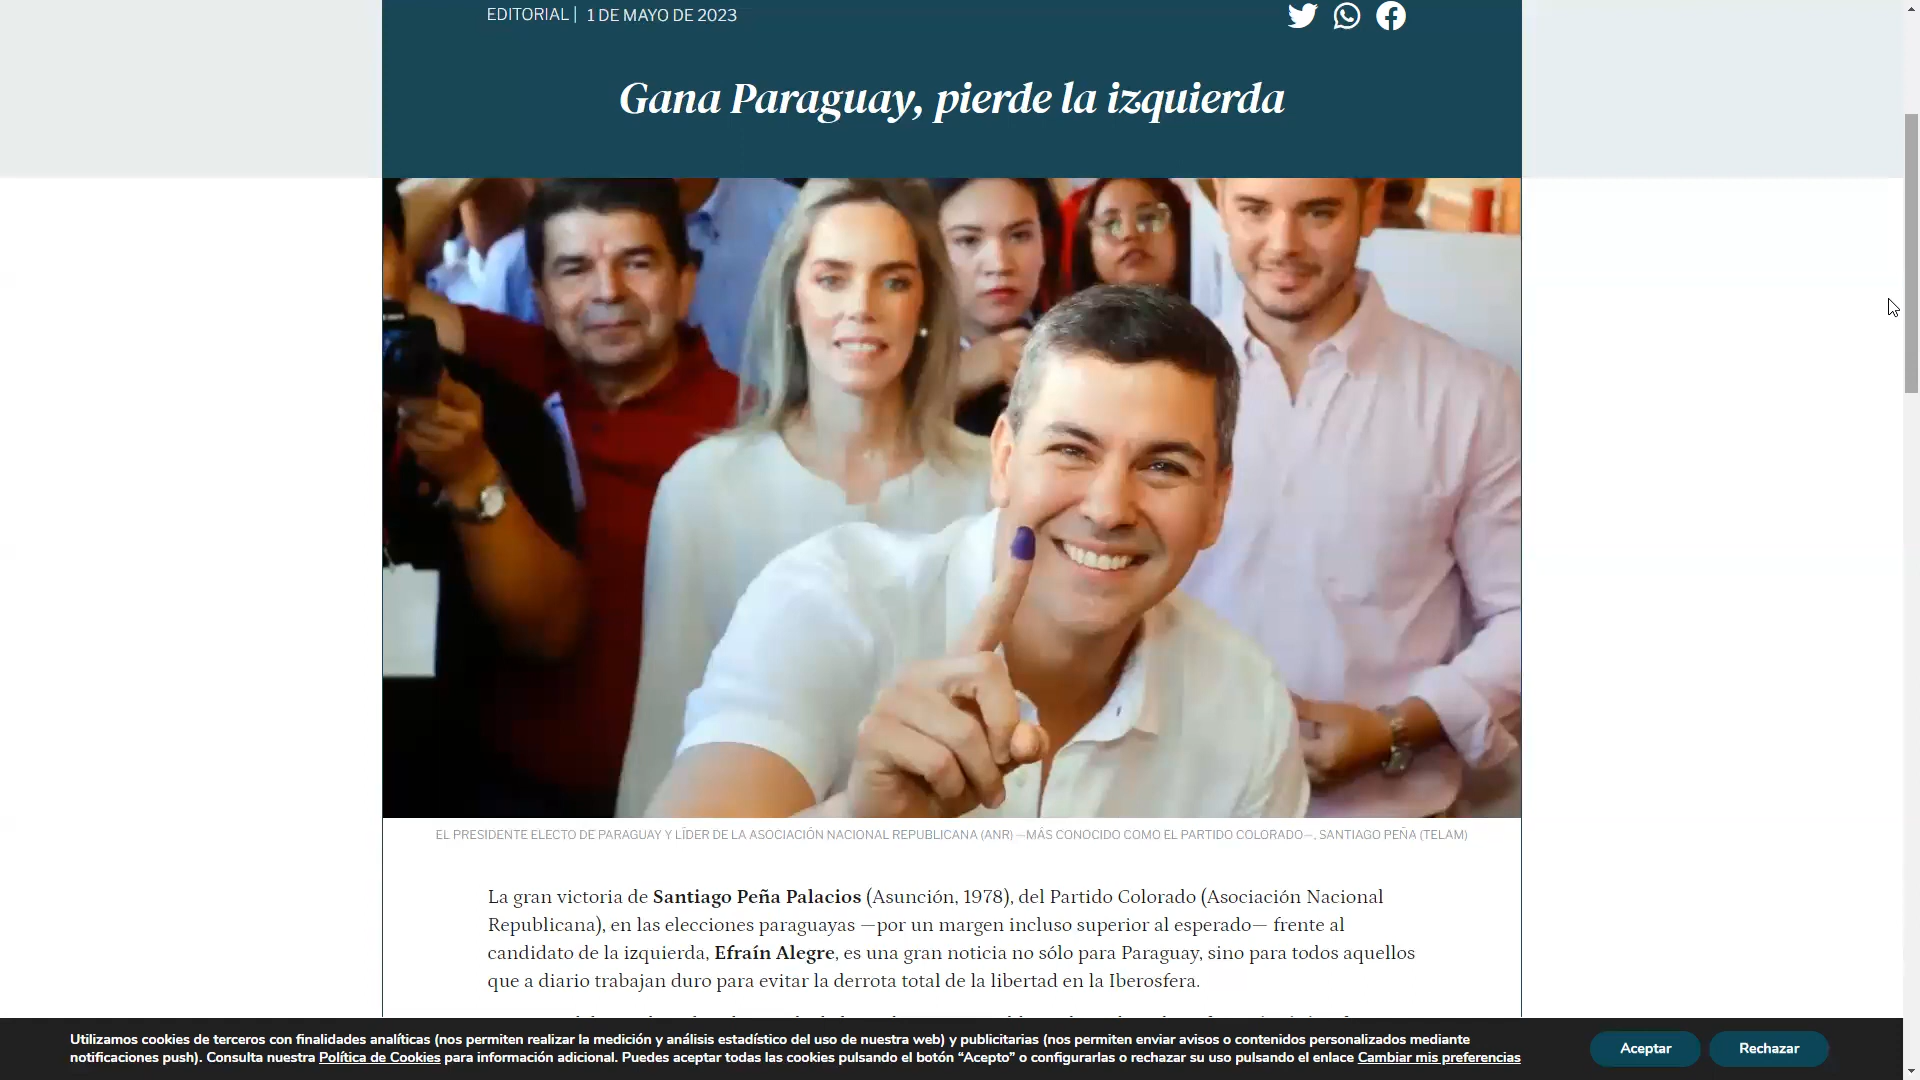 EDITORIAL | 1 DE MAYO DE 2023
Gana Paraguay, pierde la izquierda
EL PRESIDENTE ELECTO DE PARAGUAY Y LÍDER DE LA ASOCIACIÓN NACIONAL REPUBLICANA (ANR) —MÁS CONOCIDO COMO EL PARTIDO COLORADO—, SANTIAGO PEÑA (TELAM)
La gran victoria de Santiago Peña Palacios (Asunción, 1978), del Partido Colorado (Asociación Nacional
Republicana), en las elecciones paraguayas —por un margen incluso superior al esperado— frente al
candidato de la izquierda, Efraín Alegre, es una gran noticia no sólo para Paraguay, sino para todos aquellos
que a diario trabajan duro para evitar la derrota total de la libertad en la Iberosfera.
Utilizamos cookies de terceros con finalidades analíticas (nos permiten realizar la medición y análisis estadístico del uso de nuestra web) y publicitarias (nos permiten enviar avisos o contenidos personalizados mediante
notificaciones push). Consulta nuestra Política de Cookies para información adicional. Puedes aceptar todas las cookies pulsando el botón “Acepto” o configurarlas o rechazar su uso pulsando el enlace Cambiar mis preferencias
Aceptar
Rechazar